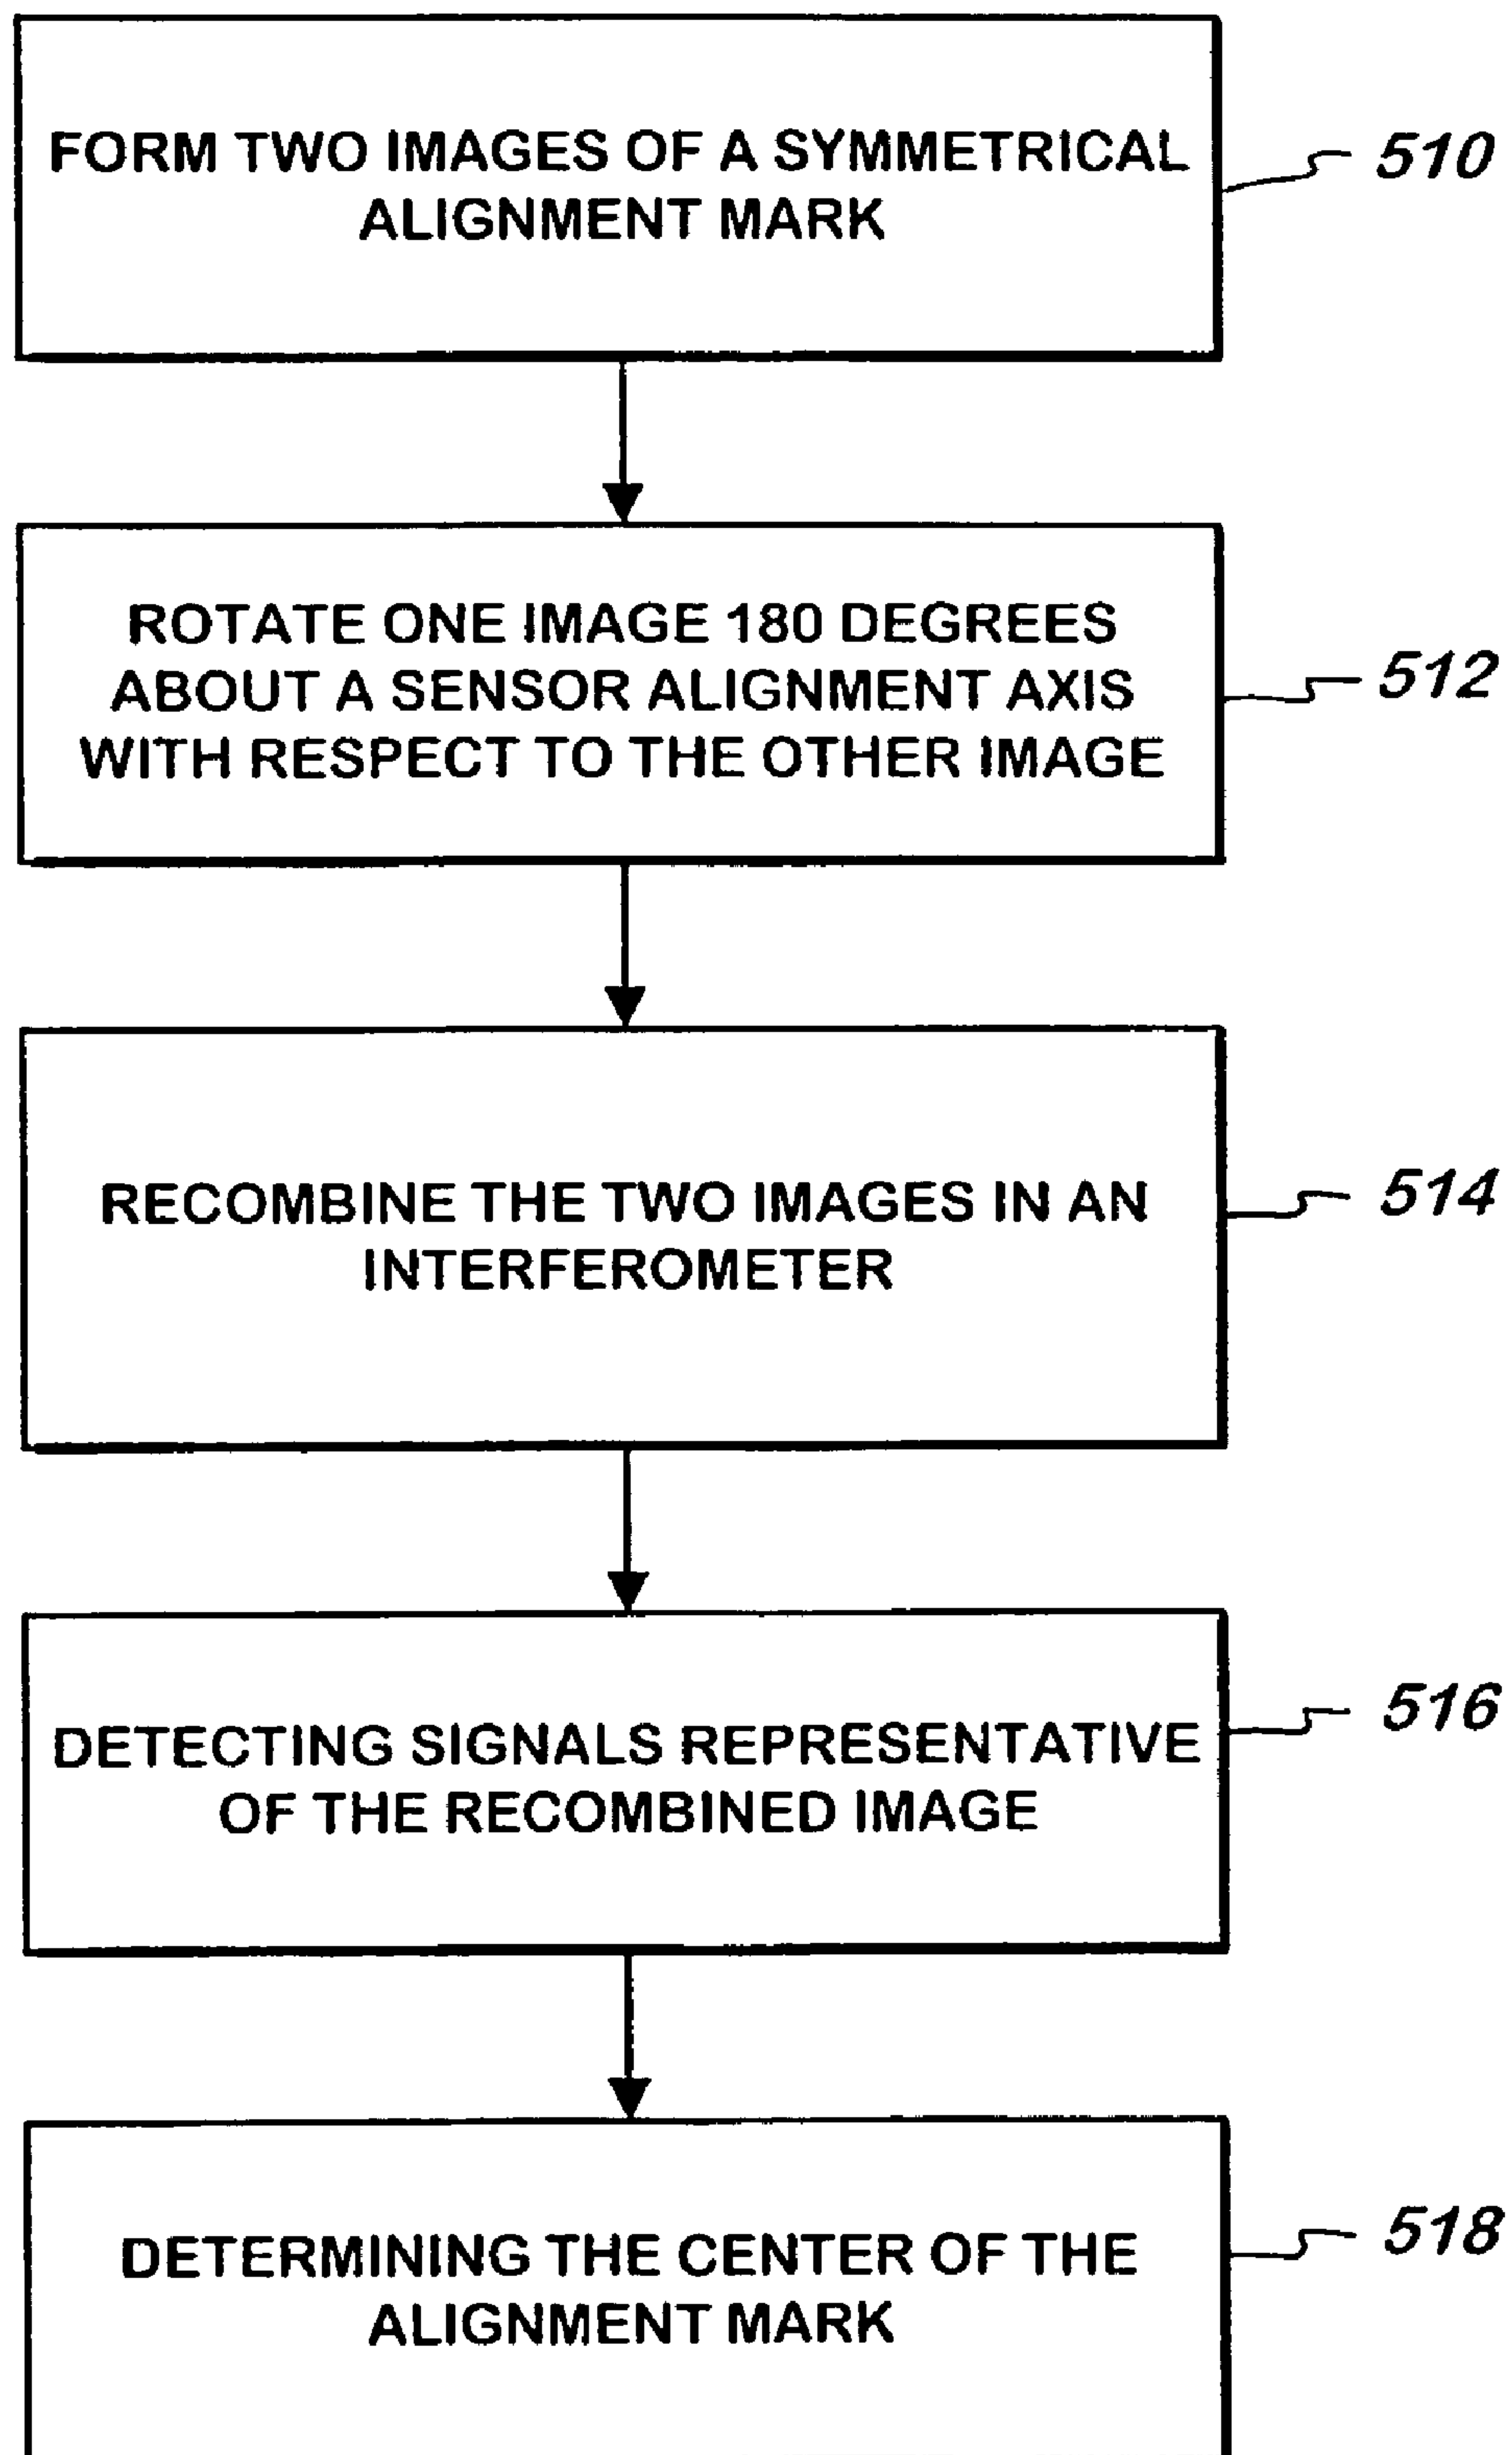 FORM TWO IMAGES OF A SYMMETRICAL
ALIGNMENT MARK
510
ROTATE ONE IMAGE 180 DEGREES
ABOUT A SENSOR ALIGNMENT AXIS
WITH RESPECT TO THE OTHER IMAGE
512
RECOMBINE THE TWO IMAGES IN AN
INTERFEROMETER
514
DETECTING SIGNALS REPRESENTATIVE
OF THE RECOMBINED IMAGE
516
DETERMINING THE CENTER OF THE
ALIGNMENT MARK
518